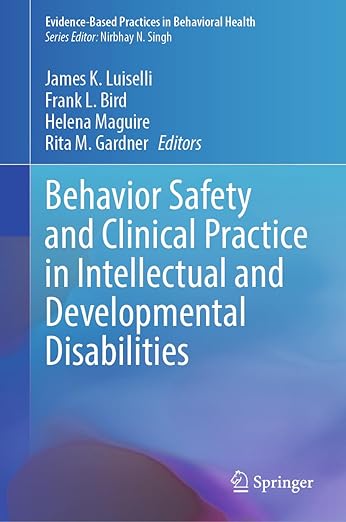 Evidence-Based Practices in Behavioral Health
Series Editor: Nirbhay N. Singh
James K. Luiselli
Frank L. Bird
Helena Maguire
Rita M. Gardner Editors
Behavior Safety
and Clinical Practice
in Intellectual and
Developmental
Disabilities
Springer